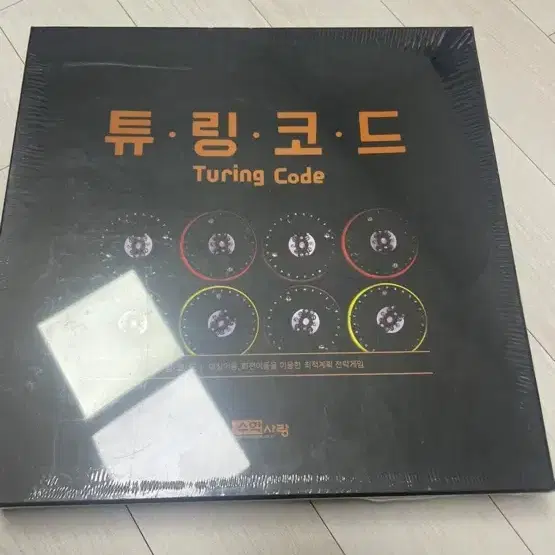 튜·링·코·드
Turing Code
회전이동을 이용한 최적계획 전략게임
수학사랑